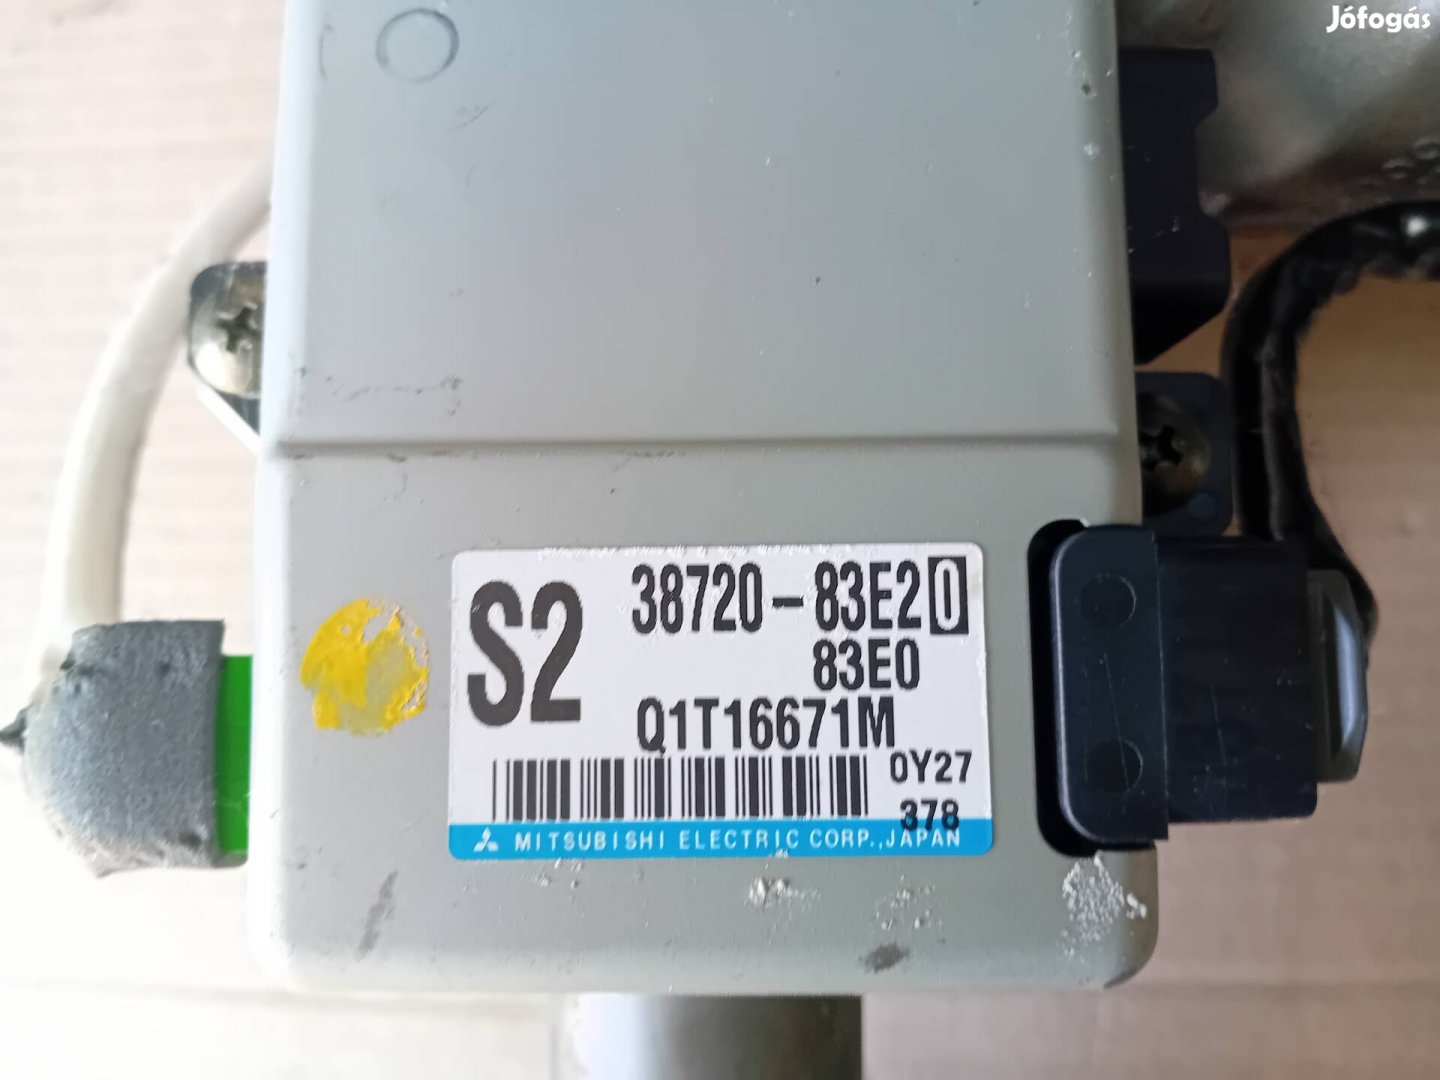 Jófogás
S2
38720-83E20
83E0
Q1T16671M
0Y27
378
MITSUBISHI ELECTRIC CORP., JAPAN